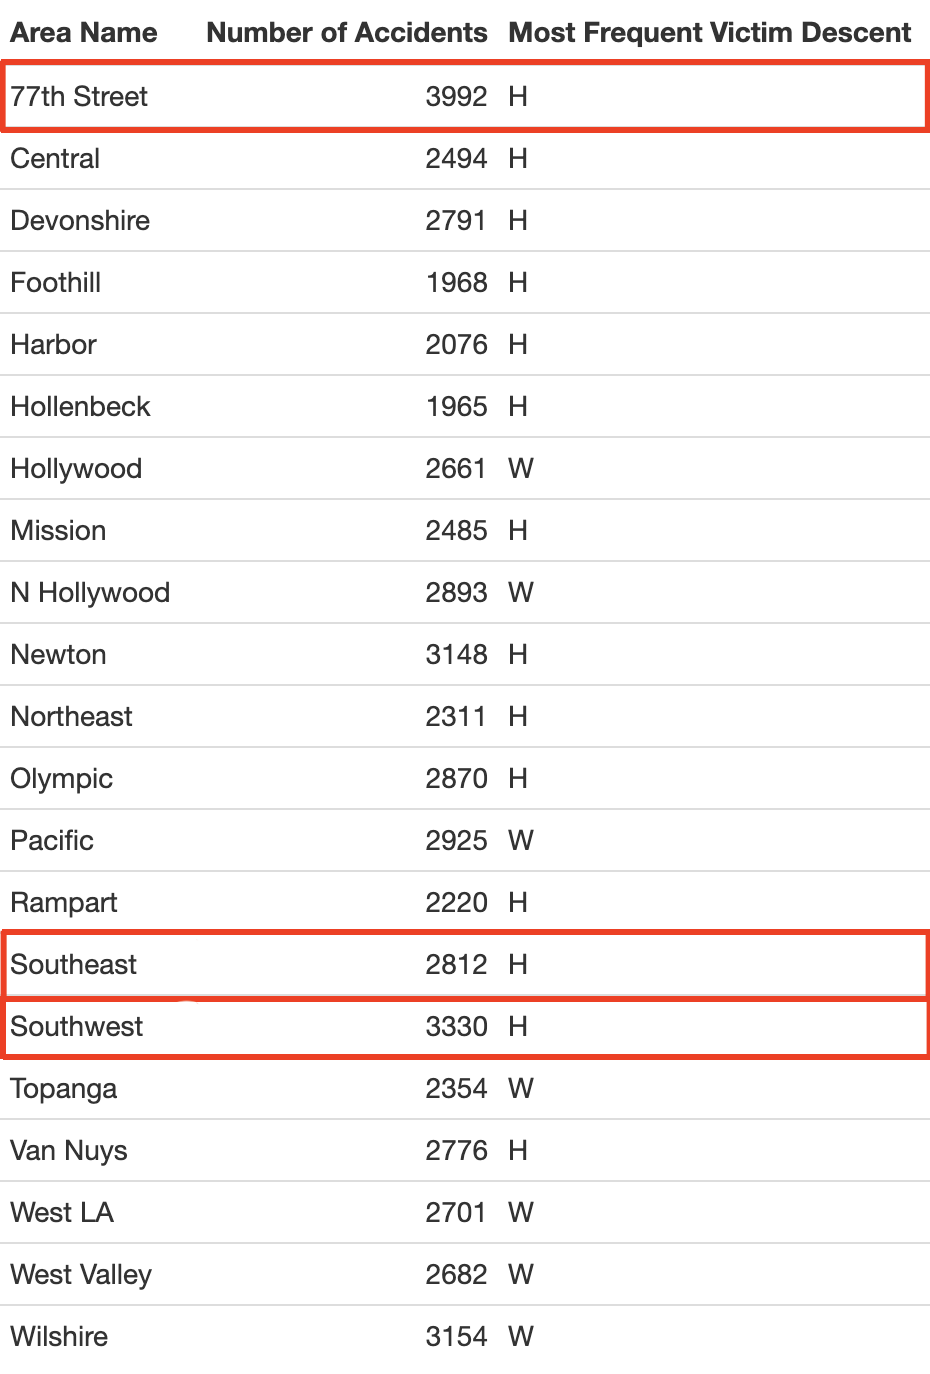 Area Name Number of Accidents Most Frequent Victim Descent
77th Street 3992 H
Central 2494 H
Devonshire 2791 H
Foothill 1968 H
Harbor 2076 H
Hollenbeck 1965 H
Hollywood 2661 W
Mission 2485 H
N Hollywood 2893 W
Newton 3148 H
Northeast 2311 H
Olympic 2870 H
Pacific 2925 W
Rampart 2220 H
Southeast 2812 H
Southwest 3330 H
Topanga 2354 W
Van Nuys 2776 H
West LA 2701 W
West Valley 2682 W
Wilshire 3154 W